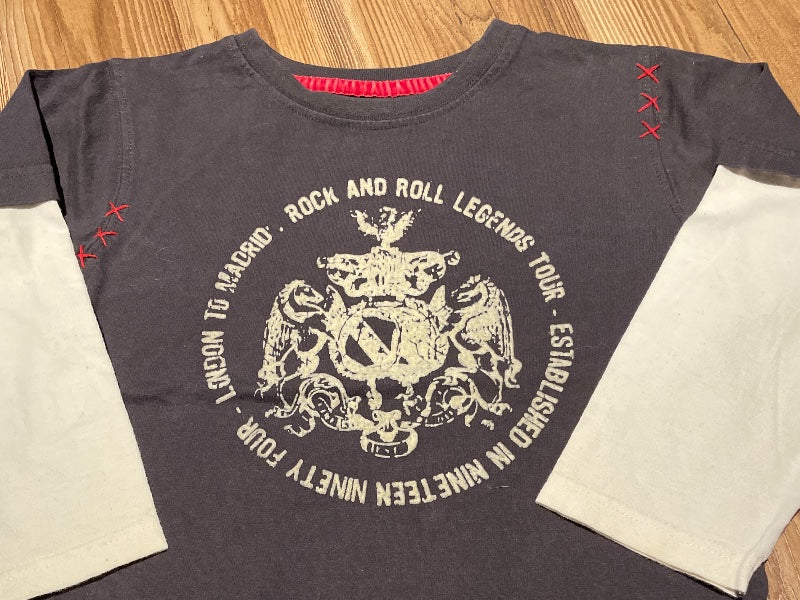 LONDON TO MADRID . ROCK AND ROLL LEGENDS TOUR - ESTABLISHED IN NINETEEN NINETY FOUR -